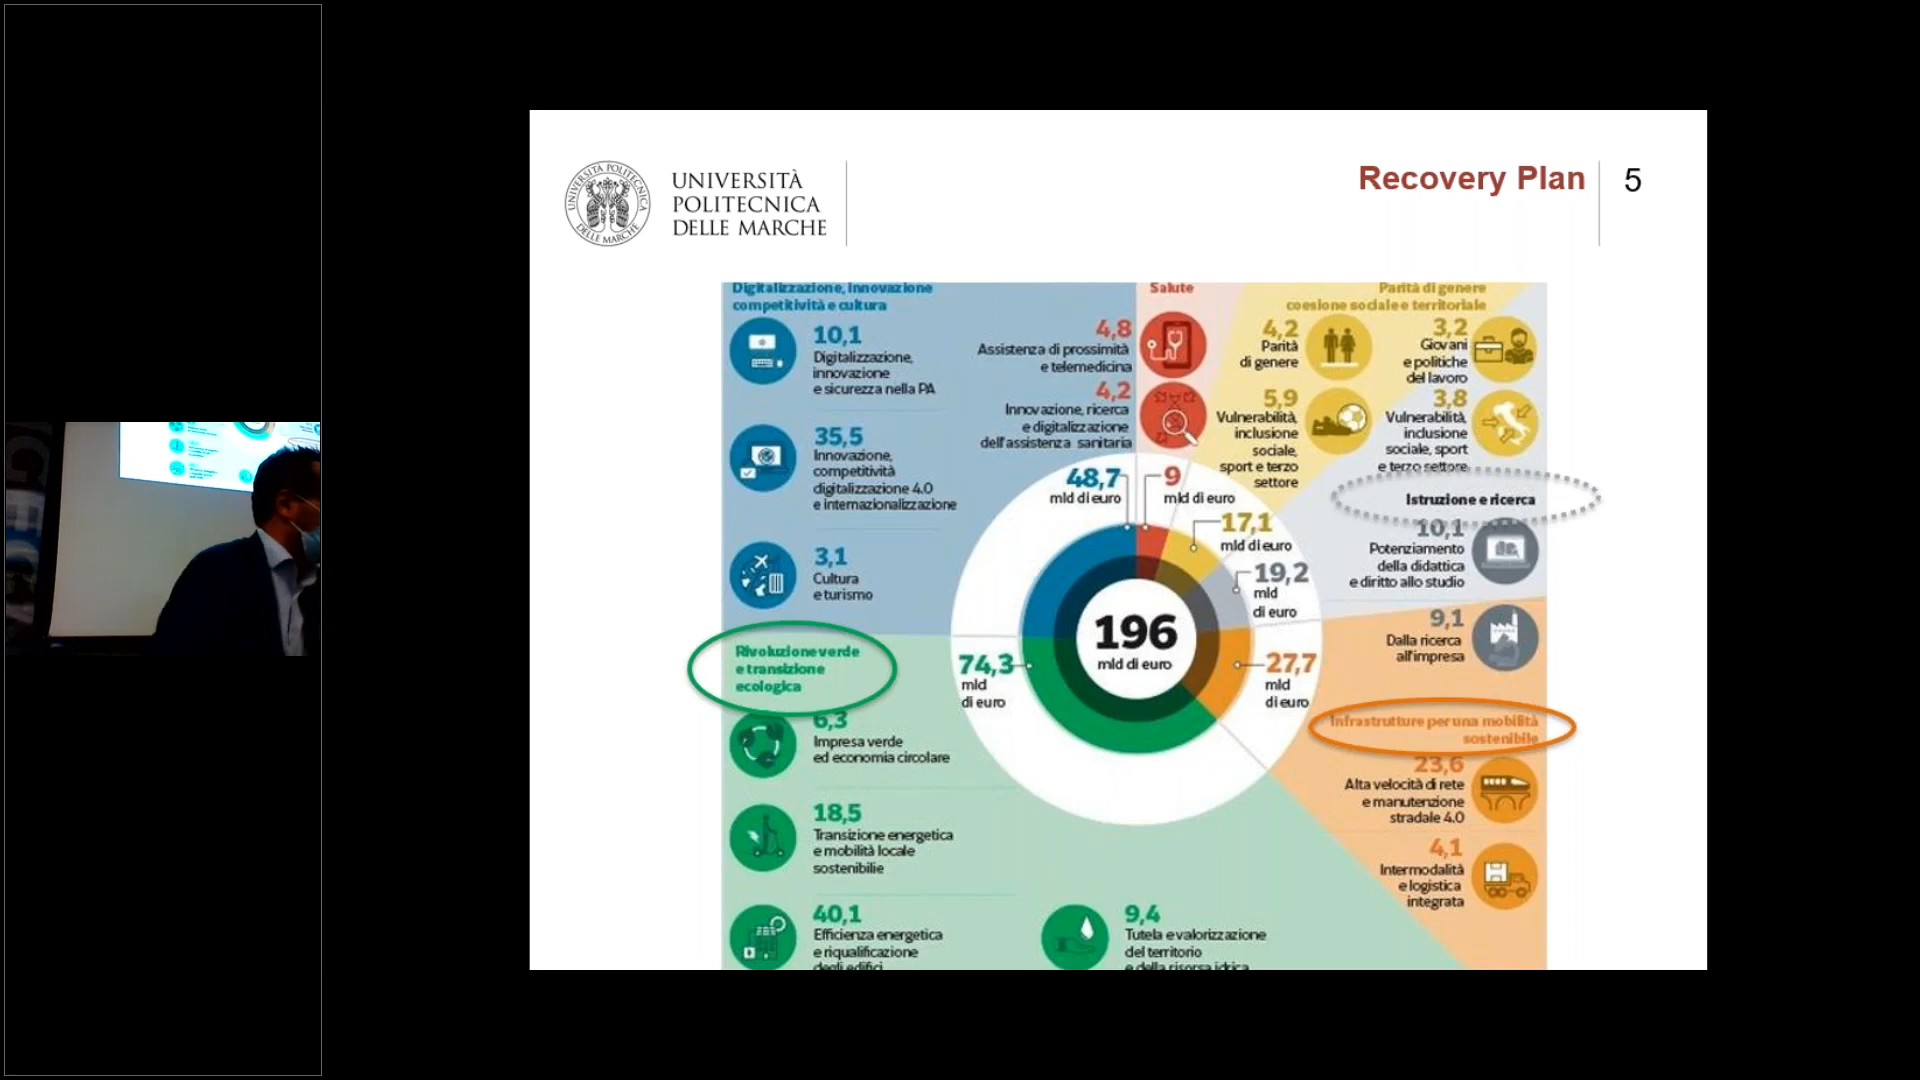 UNIVERSITÀ
POLITECNICA
DELLE MARCHE
UNIVERSITÀ POLITECNICA
DELLE MARCHE
Recovery Plan
5
Digitalizzazione, innovazione
competitività e cultura
10,1
Digitalizzazione,
innovazione
e sicurezza nella PA
35,5
Innovazione,
competitività
digitalizzazione 4.0
e internazionalizzazione
3,1
Cultura
e turismo
Salute
4,8
Assistenza di prossimità
e telemedicina
4,2
Innovazione, ricerca
e digitalizzazione
dell'assistenza sanitaria
Parità di genere
coesione sociale e territoriale
4,2
Parità
di genere
5,9
Vulnerabilità,
inclusione
sociale,
sport e terzo
settore
3,2
Giovani
e politiche
del lavoro
3,8
Vulnerabilità,
inclusione
sociale, sport
e terzo settore
Istruzione e ricerca
10,1
Potenziamento
della didattica
e diritto allo studio
9,1
Dalla ricerca
all'impresa
48,7
mld di euro
9
mld di euro
17,1
mld di euro
19,2
mld
di euro
27,7
mld
di euro
74,3
mld
di euro
196
mld di euro
Rivoluzione verde
e transizione
ecologica
6,3
Impresa verde
ed economia circolare
18,5
Transizione energetica
e mobilità locale
sostenibilie
40,1
Efficienza energetica
e riqualificazione
degli edifici
9,4
Tutela e valorizzazione
del territorio
e della risorsa idrica
Infrastrutture per una mobilità
sostenibile
23,6
Alta velocità di rete
e manutenzione
stradale 4.0
4,1
Intermodalità
e logistica
integrata